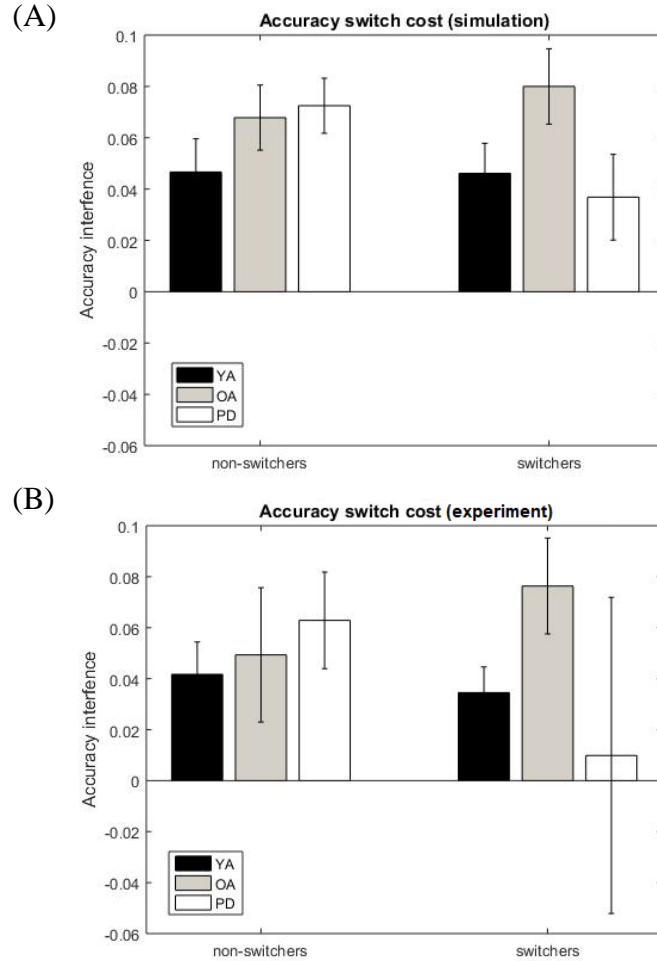 (A)
Accuracy switch cost (simulation)
Accuracy interfence
0.1
0.08
0.06
0.04
0.02
0
-0.02
-0.04
-0.06
YA
OA
PD
non-switchers
switchers
(B)
Accuracy switch cost (experiment)
Accuracy interfence
0.1
0.08
0.06
0.04
0.02
0
-0.02
-0.04
-0.06
YA
OA
PD
non-switchers
switchers